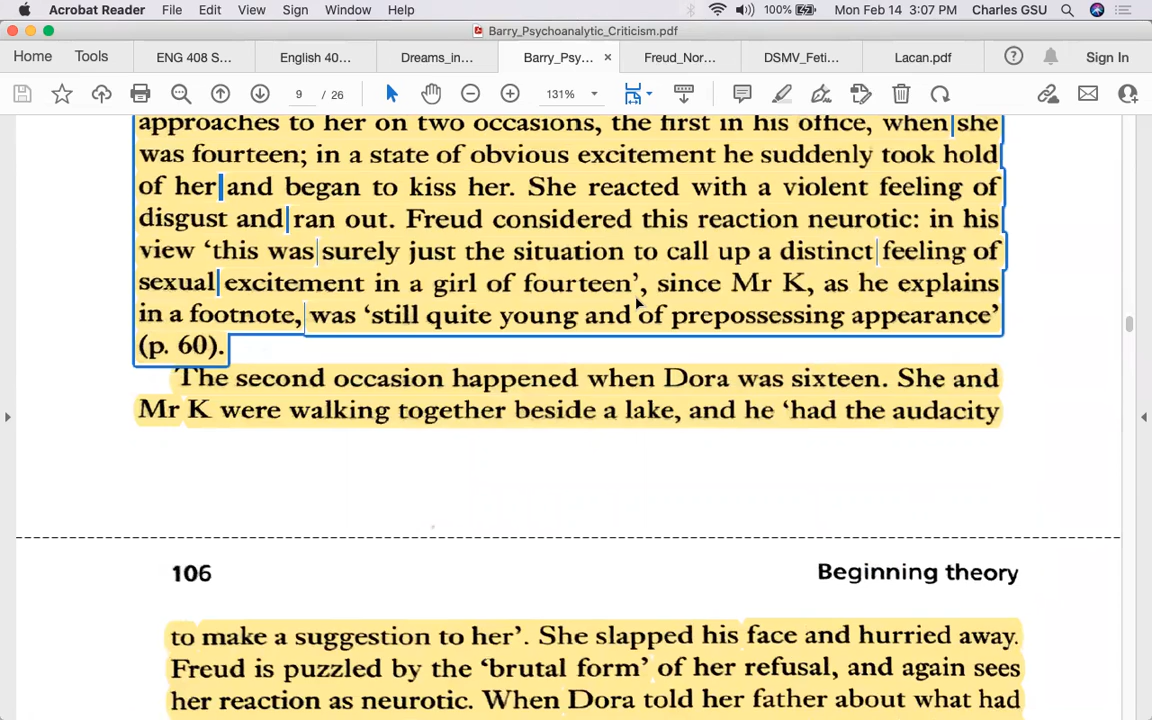 Acrobat Reader File Edit View Sign Window Help 100% Mon Feb 14 3:07 PM Charles GSU
Barry_Psychoanalytic_Criticism.pdf
Home Tools ENG 408 S... English 40... Dreams_in... Barry_Psy... × Freud_Nor... DSMV_Feti... Lacan.pdf ? Sign In
9 / 26 131%
approaches to her on two occasions, the first in his office, when she
was fourteen; in a state of obvious excitement he suddenly took hold
of her and began to kiss her. She reacted with a violent feeling of
disgust and ran out. Freud considered this reaction neurotic: in his
view ‘this was surely just the situation to call up a distinct feeling of
sexual excitement in a girl of fourteen’, since Mr K, as he explains
in a footnote, was ‘still quite young and of prepossessing appearance’
(p. 60).
The second occasion happened when Dora was sixteen. She and
Mr K were walking together beside a lake, and he ‘had the audacity
106 Beginning theory
to make a suggestion to her’. She slapped his face and hurried away.
Freud is puzzled by the ‘brutal form’ of her refusal, and again sees
her reaction as neurotic. When Dora told her father about what had